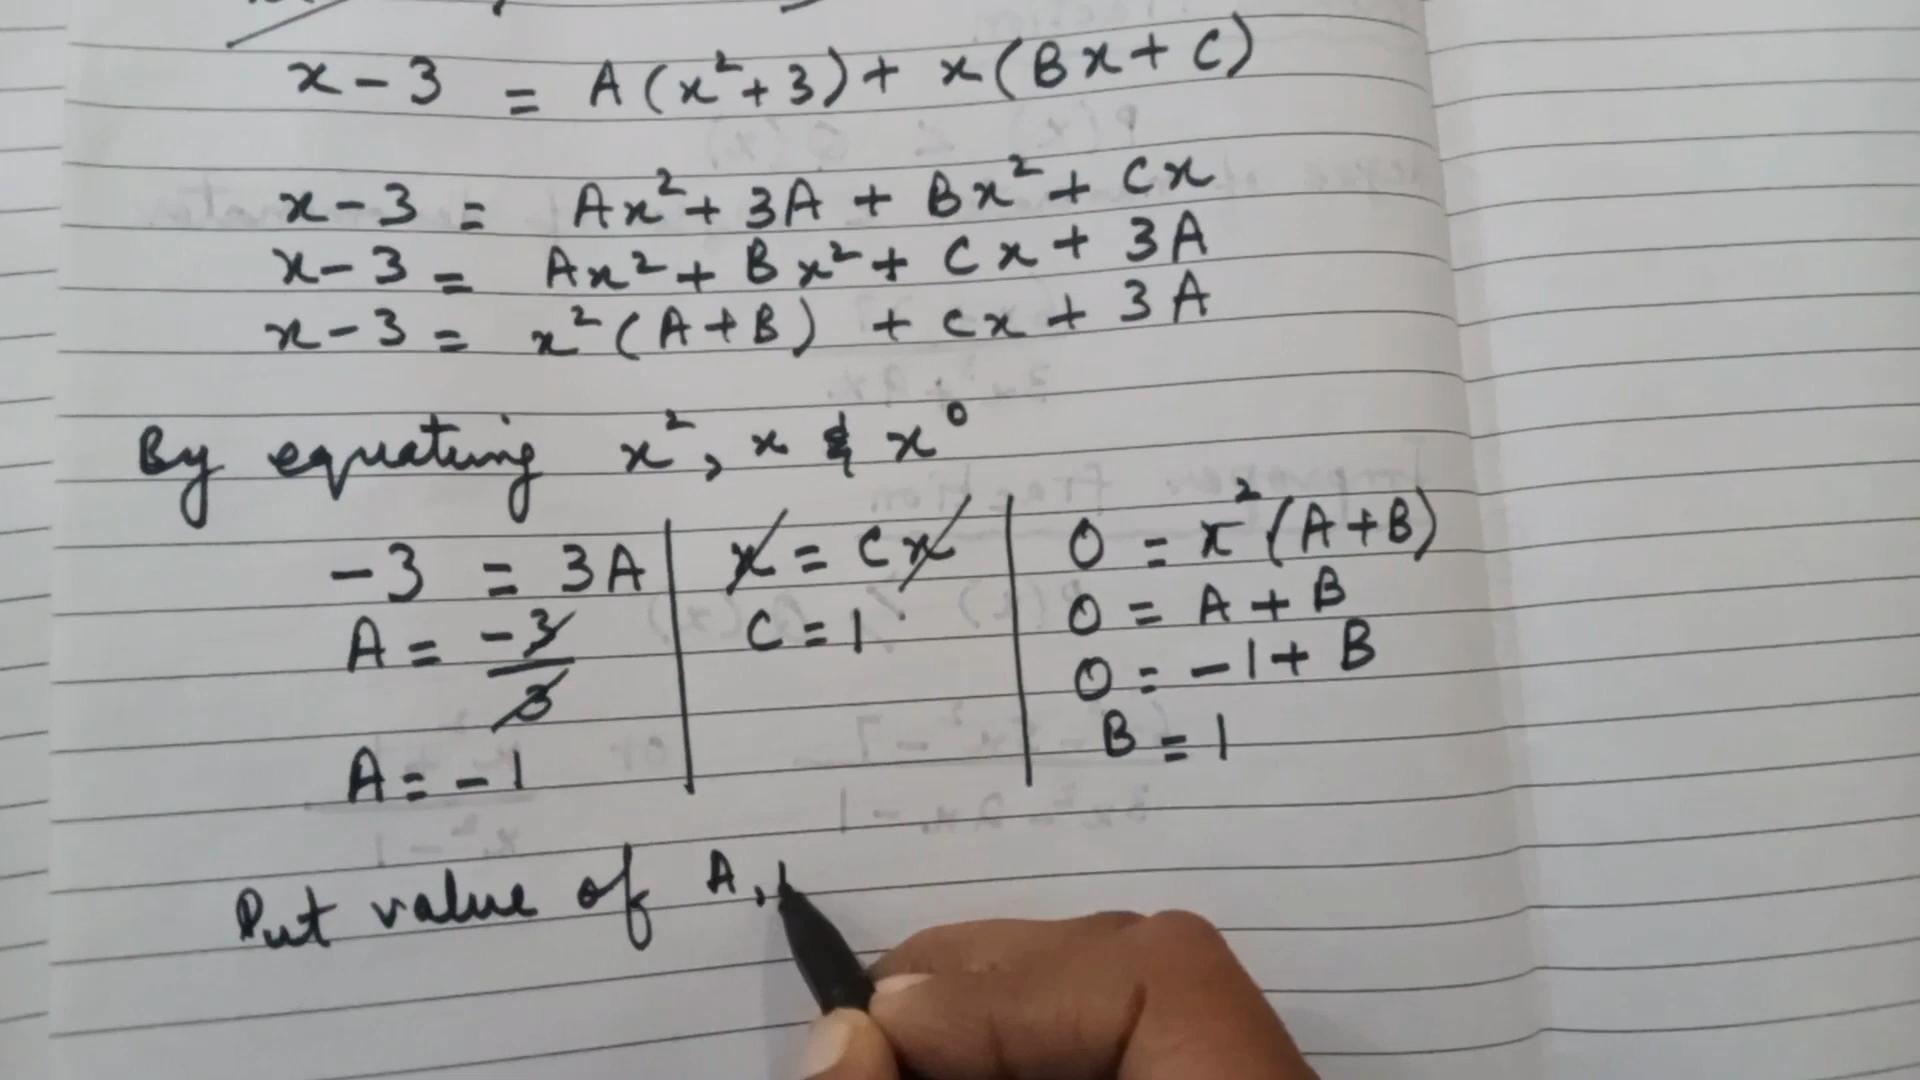 x - 3 = A(x² + 3) + x(Bx + C)
x - 3 = Ax² + 3A + Bx² + Cx
x - 3 = Ax² + Bx² + Cx + 3A
x - 3 = x²(A + B) + Cx + 3A
By equating x², x & x⁰
-3 = 3A
A = -3/3
A = -1
x = Cx
C = 1
0 = x²(A+B)
0 = A + B
0 = -1 + B
B = 1
Put value of A,